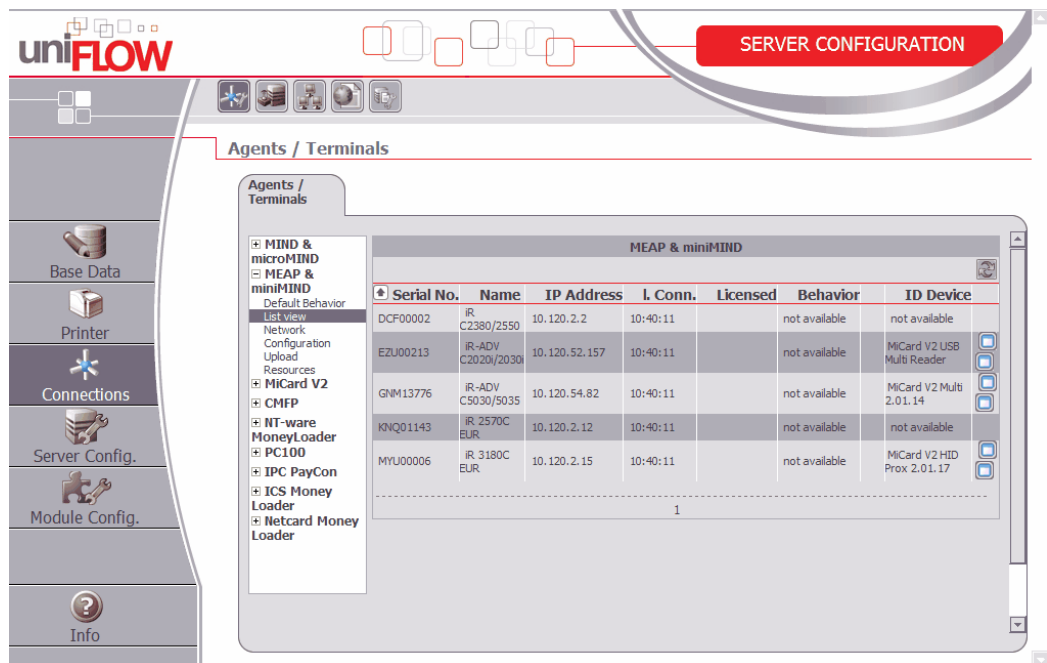 uniFLOW
SERVER CONFIGURATION
Agents / Terminals
Agents /
Terminals
Base Data
Printer
Connections
Server Config.
Module Config.
Info
MIND &
microMIND
MEAP &
miniMIND
Default Behavior
List view
Network
Configuration
Upload
Resources
MiCard V2
CMFP
NT-ware
MoneyLoader
PC100
IPC PayCon
ICS Money
Loader
Netcard Money
Loader
MEAP & miniMIND
Serial No. Name IP Address l. Conn. Licensed Behavior ID Device
DCF00002 iR C2380/2550 10.120.2.2 10:40:11 not available not available
EZU00213 iR-ADV C2020i/2030i 10.120.52.157 10:40:11 not available MiCard V2 USB Multi Reader
GNM13776 iR-ADV C5030/5035 10.120.54.82 10:40:11 not available MiCard V2 Multi 2.01.14
KNQ01143 iR 2570C EUR 10.120.2.12 10:40:11 not available not available
MYU00006 iR 3180C EUR 10.120.2.15 10:40:11 not available MiCard V2 HID Prox 2.01.17
1